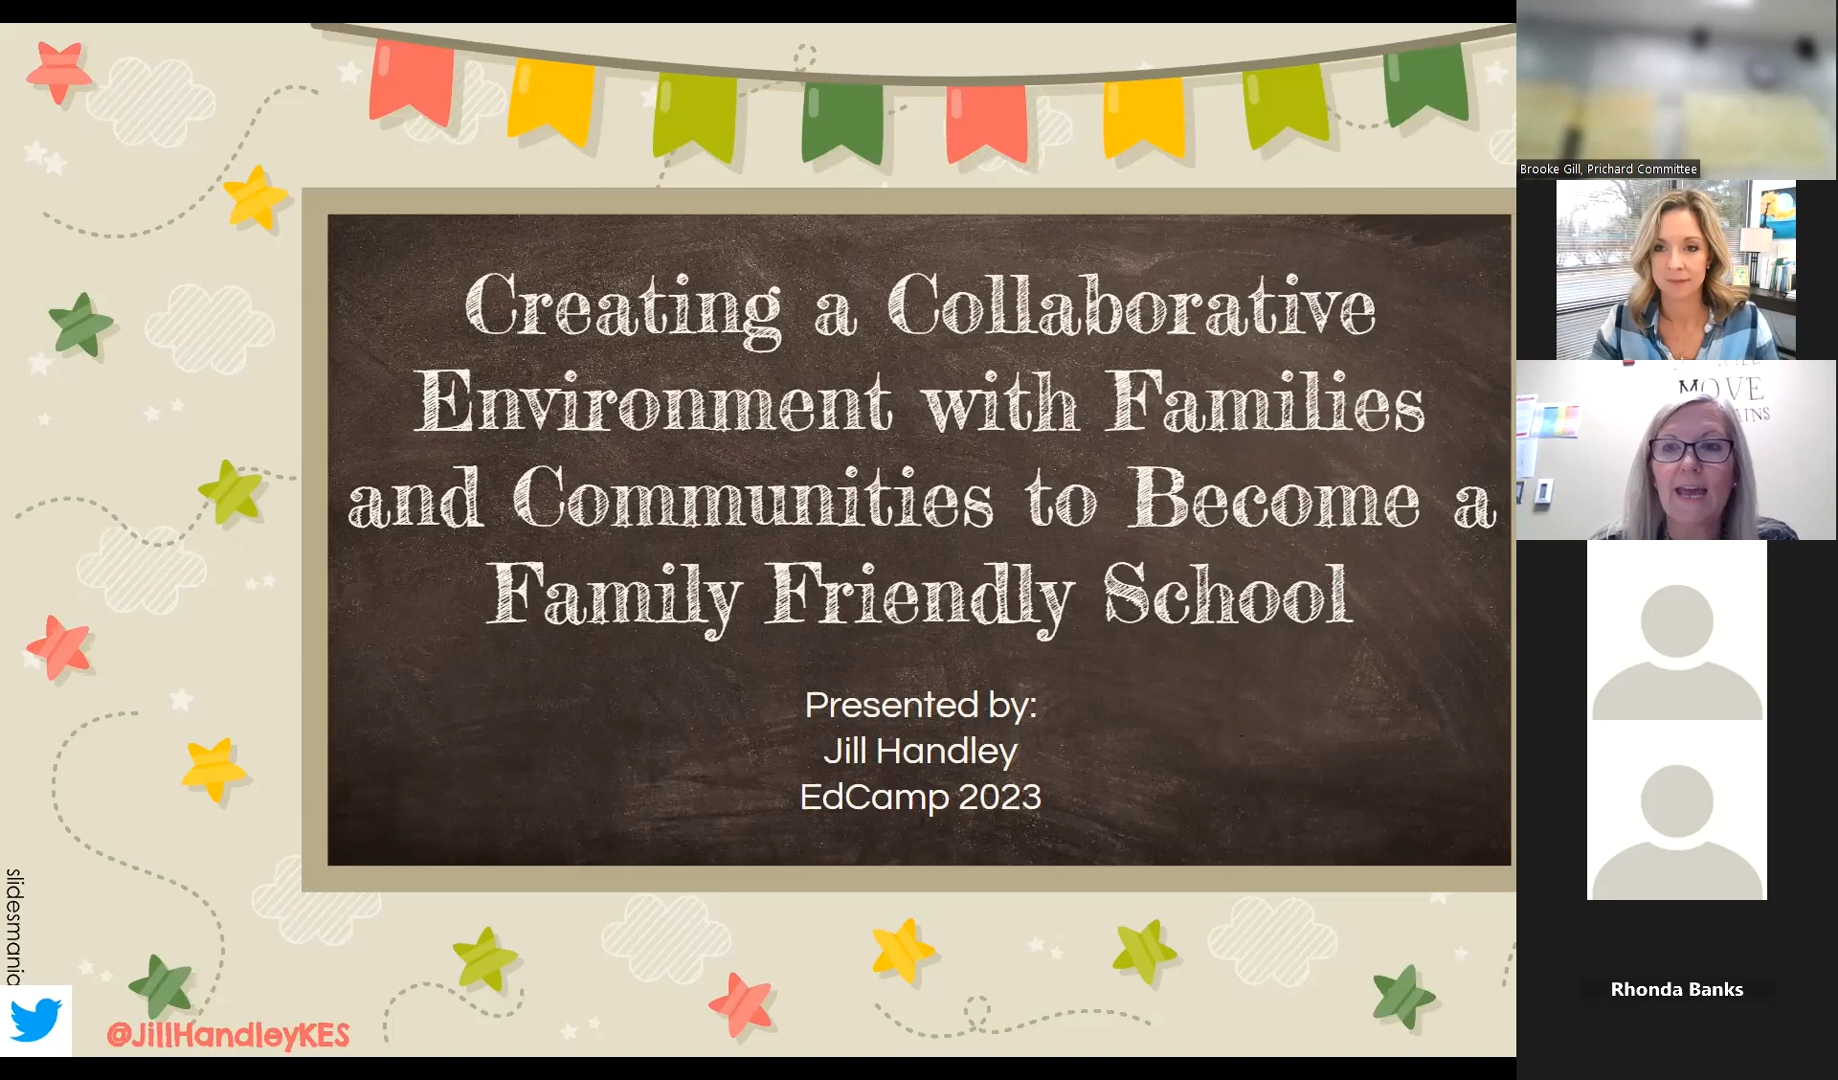 Creating a Collaborative
Environment with Families
and Communities to Become a
Family Friendly School
Presented by:
Jill Handley
EdCamp 2023
slidesmania
@JillHandleyKES
Brooke Gill, Prichard Committee
MOVE
Rhonda Banks